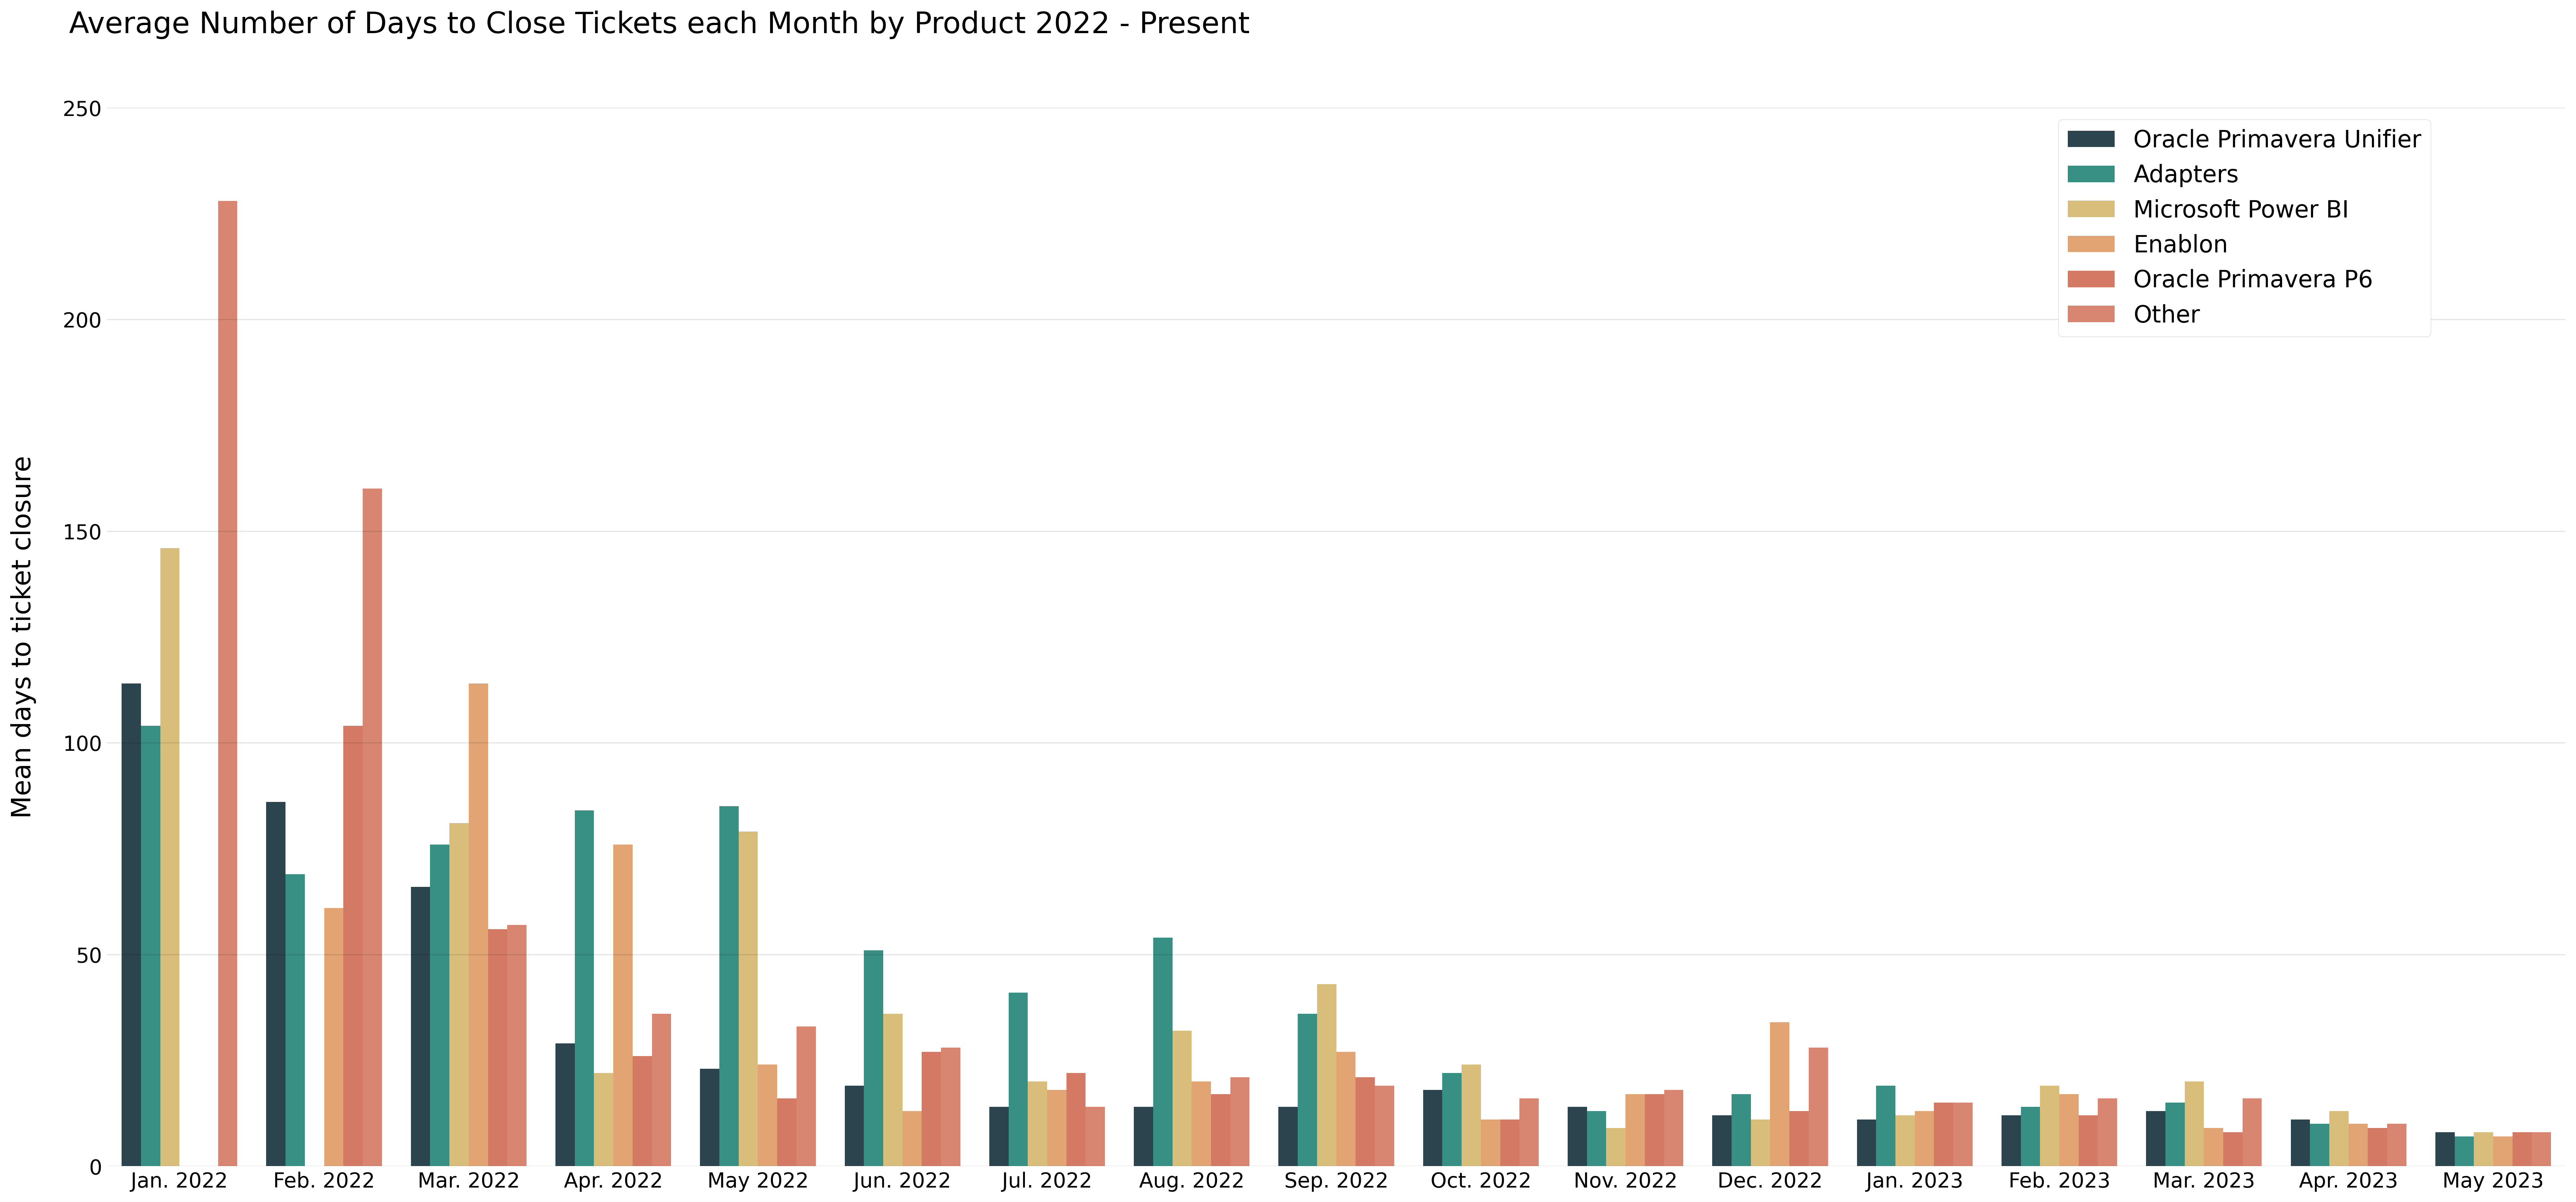 Average Number of Days to Close Tickets each Month by Product 2022 - Present
Mean days to ticket closure
250
200
150
100
50
0
Oracle Primavera Unifier
Adapters
Microsoft Power BI
Enablon
Oracle Primavera P6
Other
Jan. 2022 Feb. 2022 Mar. 2022 Apr. 2022 May 2022 Jun. 2022 Jul. 2022 Aug. 2022 Sep. 2022 Oct. 2022 Nov. 2022 Dec. 2022 Jan. 2023 Feb. 2023 Mar. 2023 Apr. 2023 May 2023